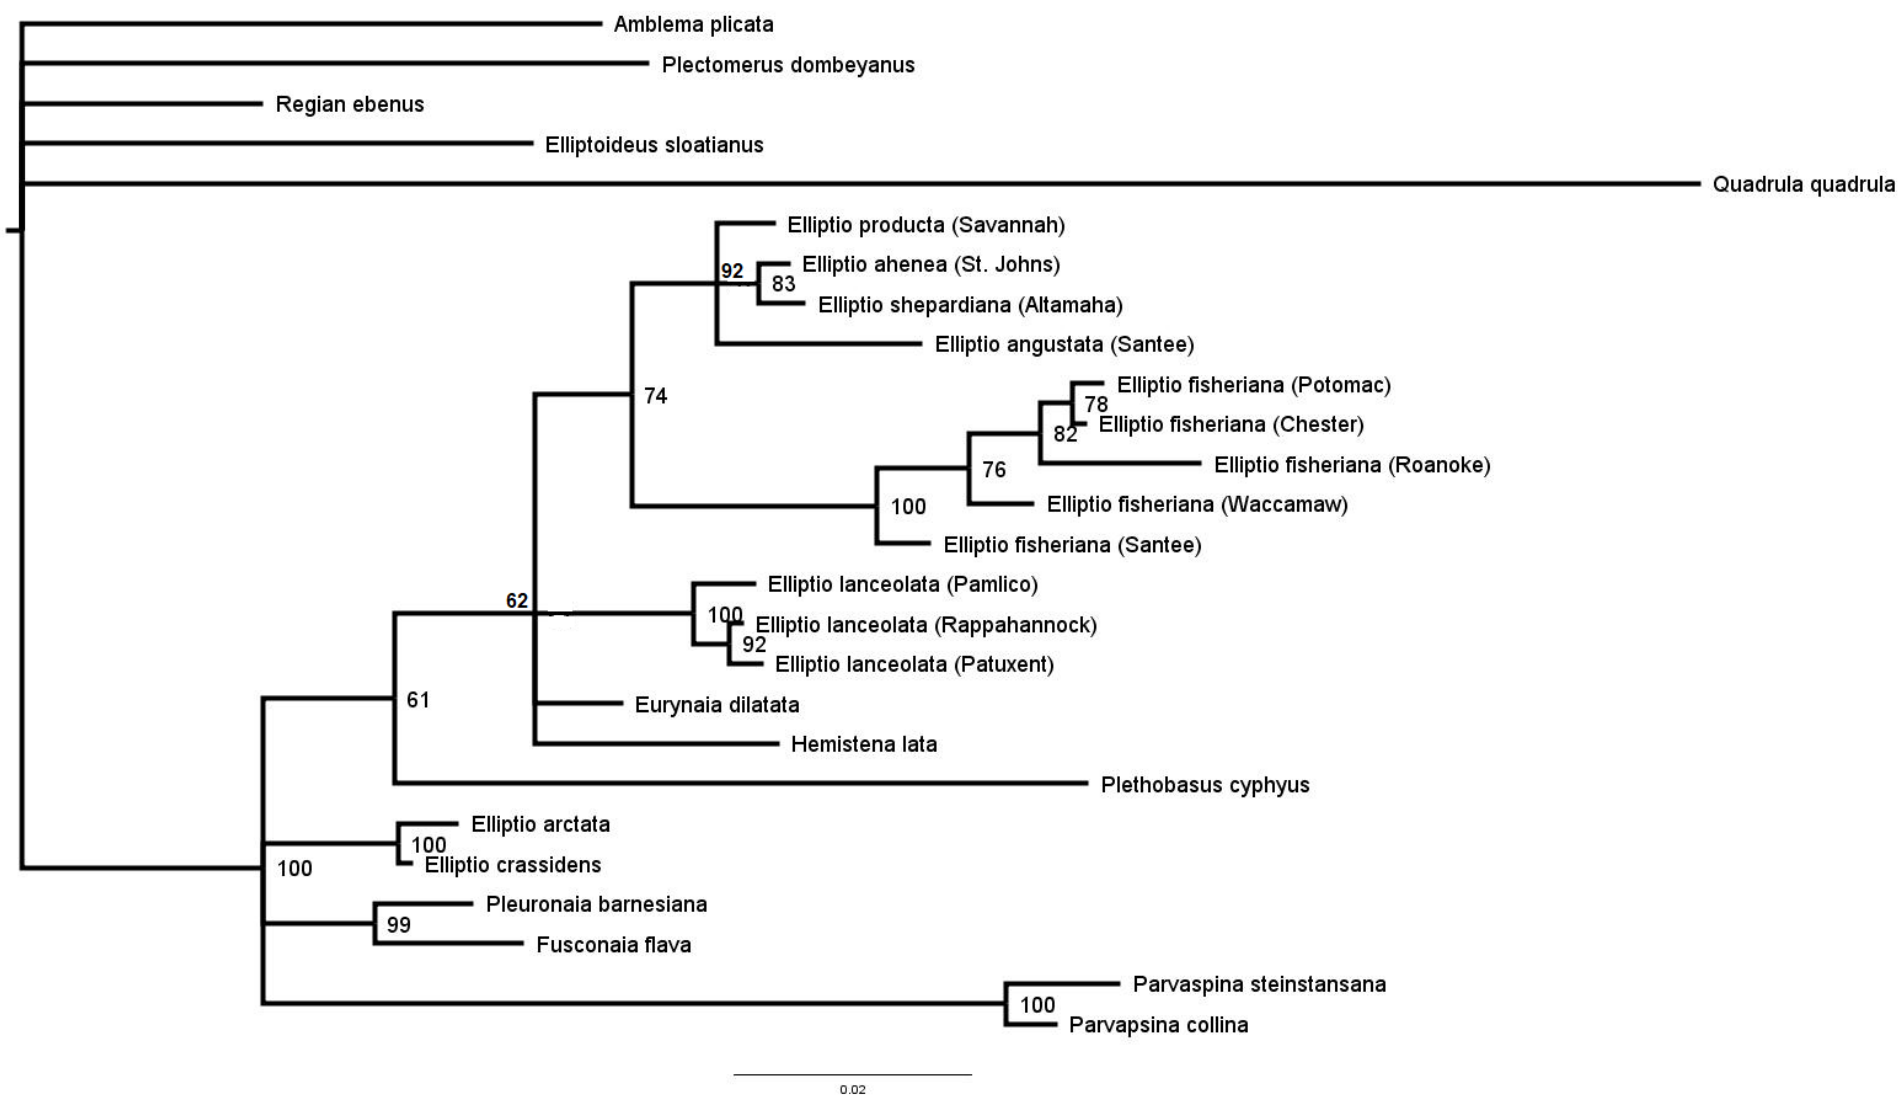 Amblema plicata
Plectomerus dombeyanus
Regian ebenus
Elliptoideus sloatianus
Quadrula quadrula
Elliptio producta (Savannah)
92
Elliptio ahenea (St. Johns)
83
Elliptio shepardiana (Altamaha)
Elliptio angustata (Santee)
74
Elliptio fisheriana (Potomac)
78
Elliptio fisheriana (Chester)
82
Elliptio fisheriana (Roanoke)
76
Elliptio fisheriana (Waccamaw)
100
Elliptio fisheriana (Santee)
62
Elliptio lanceolata (Pamlico)
100
Elliptio lanceolata (Rappahannock)
92
Elliptio lanceolata (Patuxent)
61
Eurynaia dilatata
Hemistena lata
Plethobasus cyphyus
Elliptio arctata
100
Elliptio crassidens
100
Pleuronaia barnesiana
99
Fusconaia flava
Parvaspina steinstansana
100
Parvapsina collina
0.02